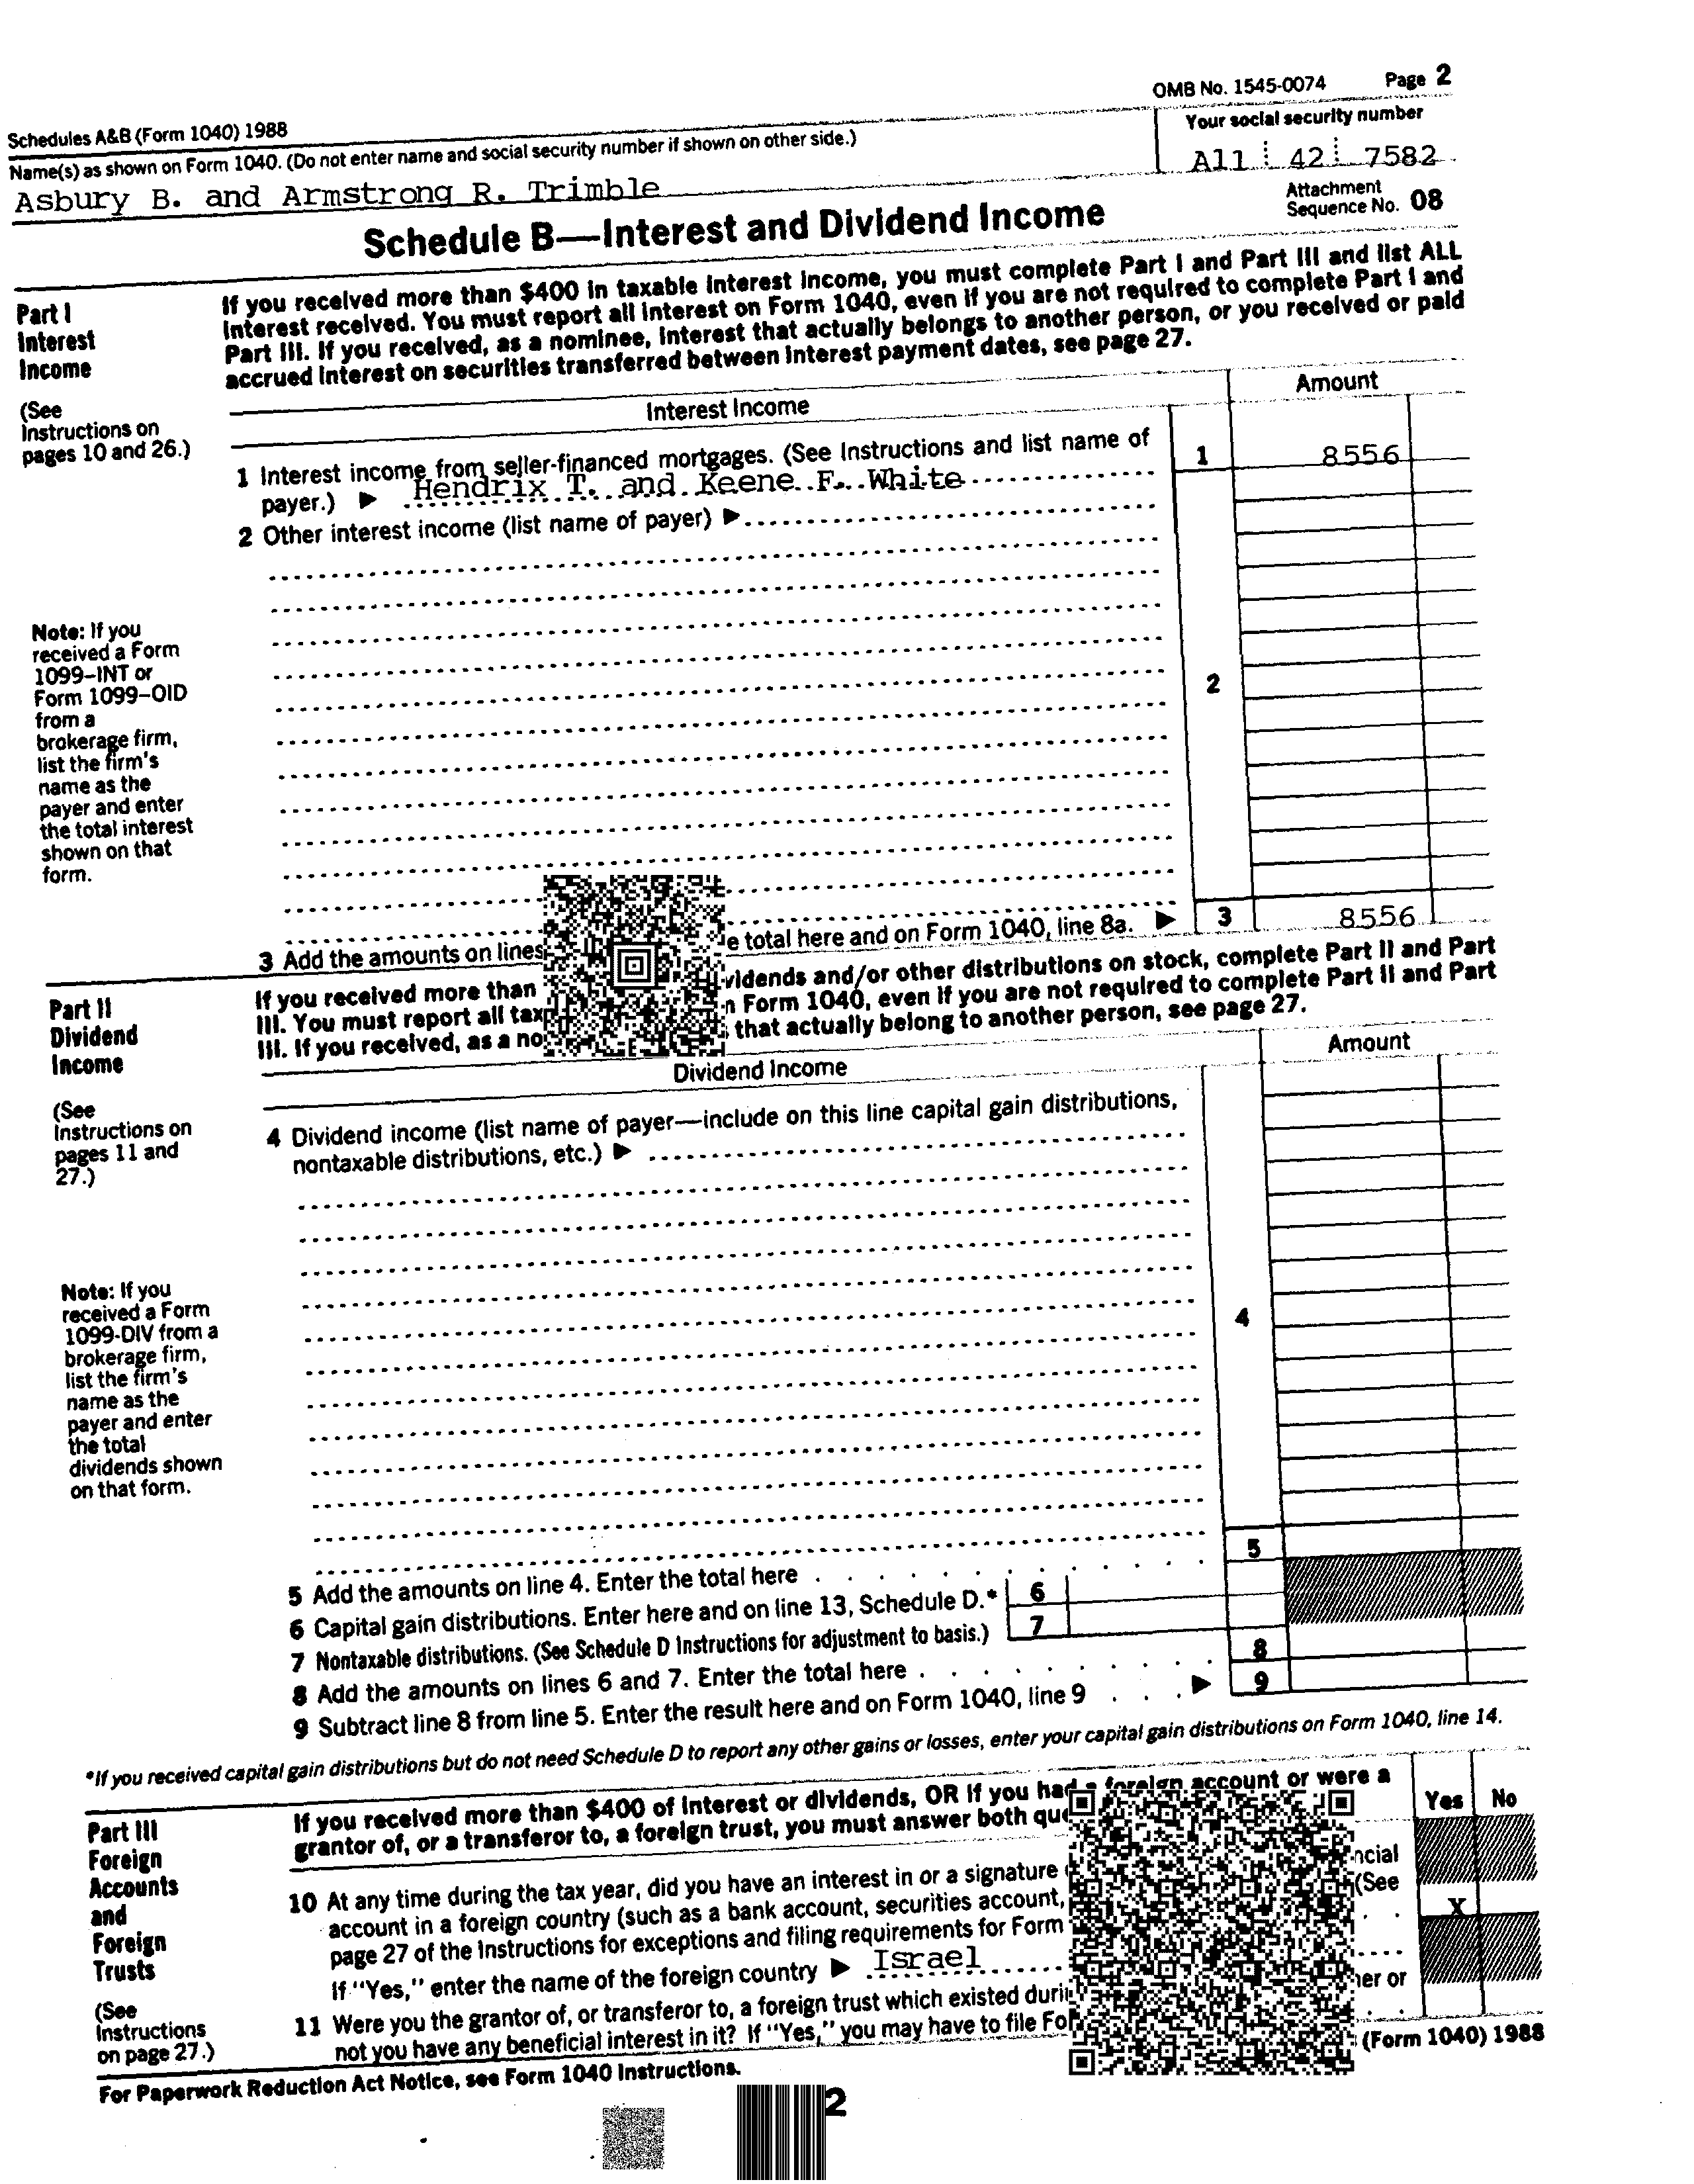 OMB No. 1545-0074 Page 2
Schedules A&B (Form 1040) 1988
Name(s) as shown on Form 1040. (Do not enter name and social security number if shown on other side.)
Your social security number
Asbury B. and Armstrong R. Trimble
All 42 7582
Attachment
Sequence No. 08
Schedule B—Interest and Dividend Income
Part I
Interest
Income
(See
Instructions on
pages 10 and 26.)
If you received more than $400 in taxable interest income, you must complete Part I and Part III and list ALL
interest received. You must report all interest on Form 1040, even if you are not required to complete Part I and
Part III. If you received, as a nominee, interest that actually belongs to another person, or you received or paid
accrued interest on securities transferred between interest payment dates, see page 27.
Interest Income
Amount
1 Interest income from seller-financed mortgages. (See Instructions and list name of
payer.) ▶ Hendrix T. and Keene F. White
1 8556
2 Other interest income (list name of payer) ▶
Note: If you
received a Form
1099–INT or
Form 1099–OID
from a
brokerage firm,
list the firm's
name as the
payer and enter
the total interest
shown on that
form.
2
3 Add the amounts on lines e total here and on Form 1040, line 8a. ▶ 3 8556
Part II
Dividend
Income
(See
Instructions on
pages 11 and
27.)
If you received more than vidends and/or other distributions on stock, complete Part II and Part
III. You must report all tax n Form 1040, even if you are not required to complete Part II and Part
III. If you received, as a no that actually belong to another person, see page 27.
Dividend Income
Amount
4 Dividend income (list name of payer—include on this line capital gain distributions,
nontaxable distributions, etc.) ▶
Note: If you
received a Form
1099-DIV from a
brokerage firm,
list the firm's
name as the
payer and enter
the total
dividends shown
on that form.
4
5 Add the amounts on line 4. Enter the total here 5
6 Capital gain distributions. Enter here and on line 13, Schedule D.* 6
7 Nontaxable distributions. (See Schedule D Instructions for adjustment to basis.) 7
8 Add the amounts on lines 6 and 7. Enter the total here 8
9 Subtract line 8 from line 5. Enter the result here and on Form 1040, line 9 ▶ 9
*If you received capital gain distributions but do not need Schedule D to report any other gains or losses, enter your capital gain distributions on Form 1040, line 14.
Part III
Foreign
Accounts
and
Foreign
Trusts
(See
Instructions
on page 27.)
If you received more than $400 of interest or dividends, OR if you had a foreign account or were a
grantor of, or a transferor to, a foreign trust, you must answer both que
Yes No
10 At any time during the tax year, did you have an interest in or a signature ncial
account in a foreign country (such as a bank account, securities account, (See
page 27 of the Instructions for exceptions and filing requirements for Form X
If "Yes," enter the name of the foreign country ▶ Israel
11 Were you the grantor of, or transferor to, a foreign trust which existed duri her or
not you have any beneficial interest in it? If "Yes," you may have to file For
For Paperwork Reduction Act Notice, see Form 1040 Instructions.
(Form 1040) 1988
2